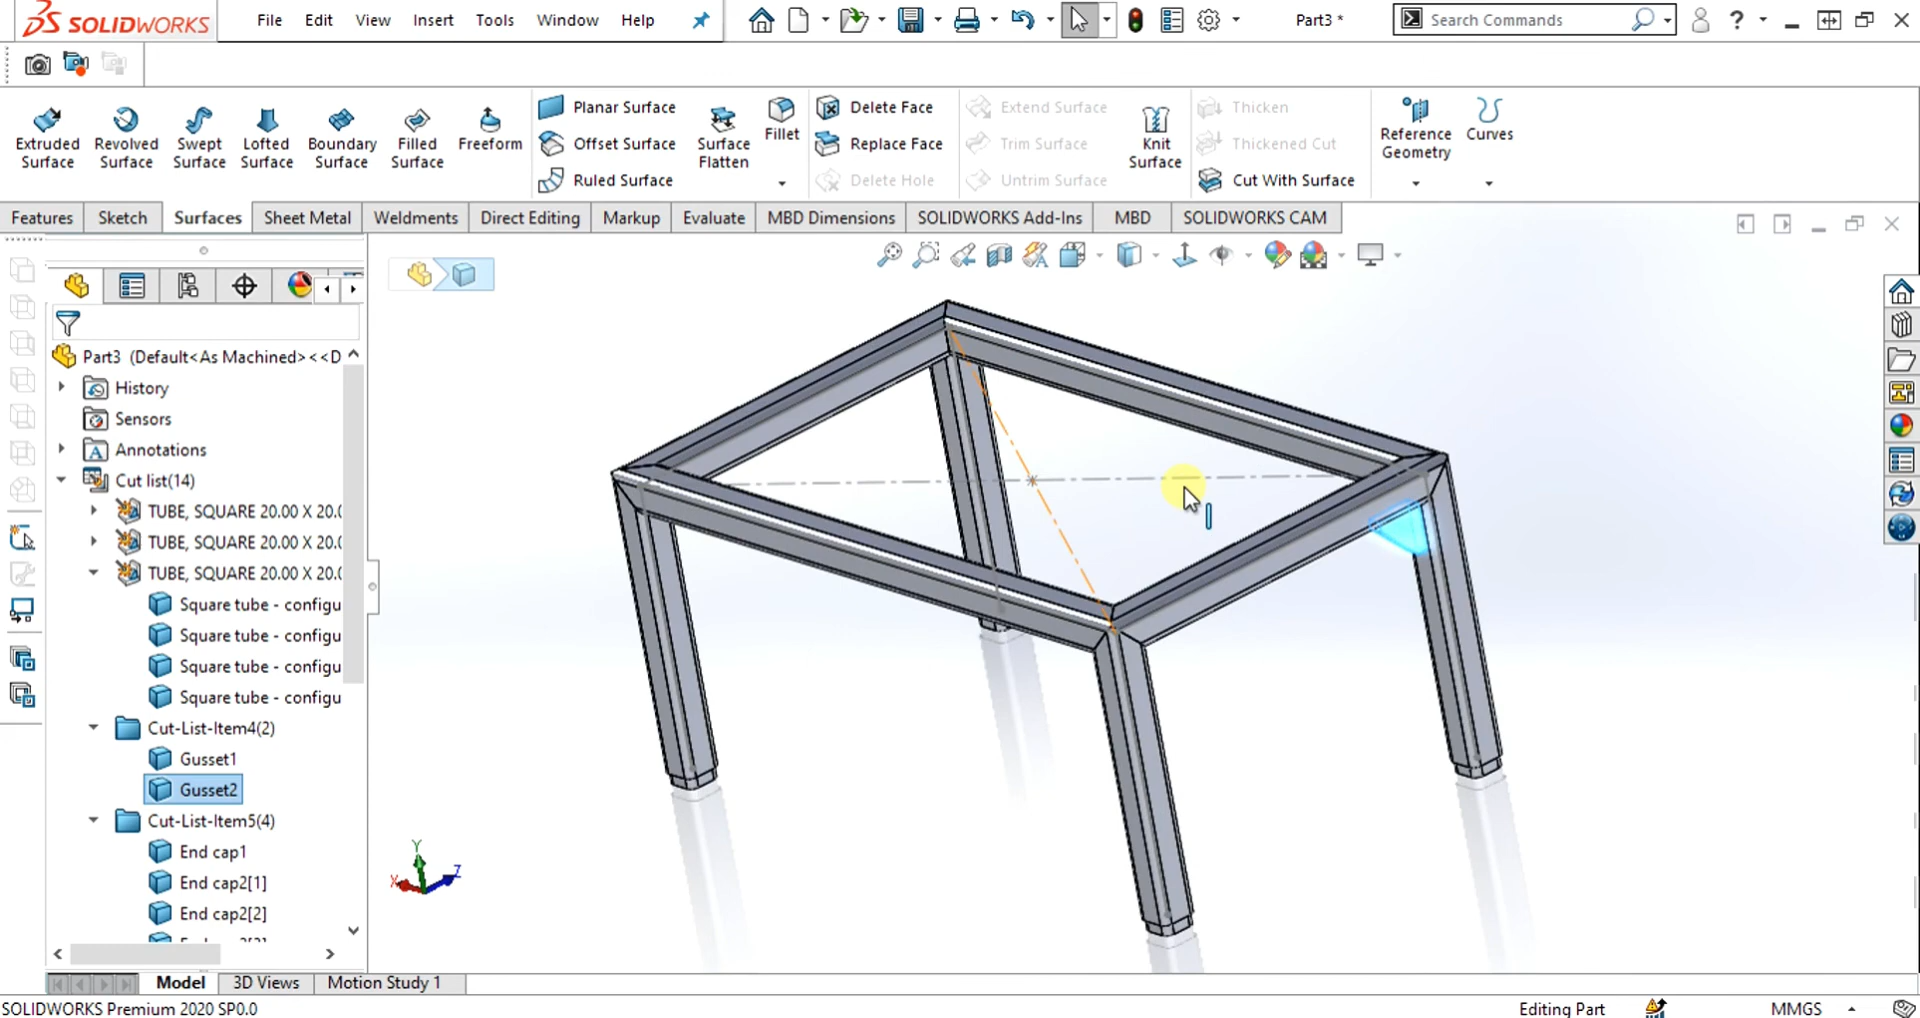 SOLIDWORKS File Edit View Insert Tools Window Help Part3 * Search Commands ?
Extruded Surface
Revolved Surface
Swept Surface
Lofted Surface
Boundary Surface
Filled Surface
Freeform
Planar Surface
Offset Surface
Ruled Surface
Surface Flatten
Fillet
Delete Face
Replace Face
Delete Hole
Extend Surface
Trim Surface
Untrim Surface
Knit Surface
Thicken
Thickened Cut
Cut With Surface
Reference Geometry
Curves
Features Sketch Surfaces Sheet Metal Weldments Direct Editing Markup Evaluate MBD Dimensions SOLIDWORKS Add-Ins MBD SOLIDWORKS CAM
Part3 (Default<As Machined><<D
History
Sensors
Annotations
Cut list(14)
TUBE, SQUARE 20.00 X 20.0
TUBE, SQUARE 20.00 X 20.0
TUBE, SQUARE 20.00 X 20.0
Square tube - configu
Square tube - configu
Square tube - configu
Square tube - configu
Cut-List-Item4(2)
Gusset1
Gusset2
Cut-List-Item5(4)
End cap1
End cap2[1]
End cap2[2]
Y
X
Z
Model 3D Views Motion Study 1
SOLIDWORKS Premium 2020 SP0.0 Editing Part MMGS